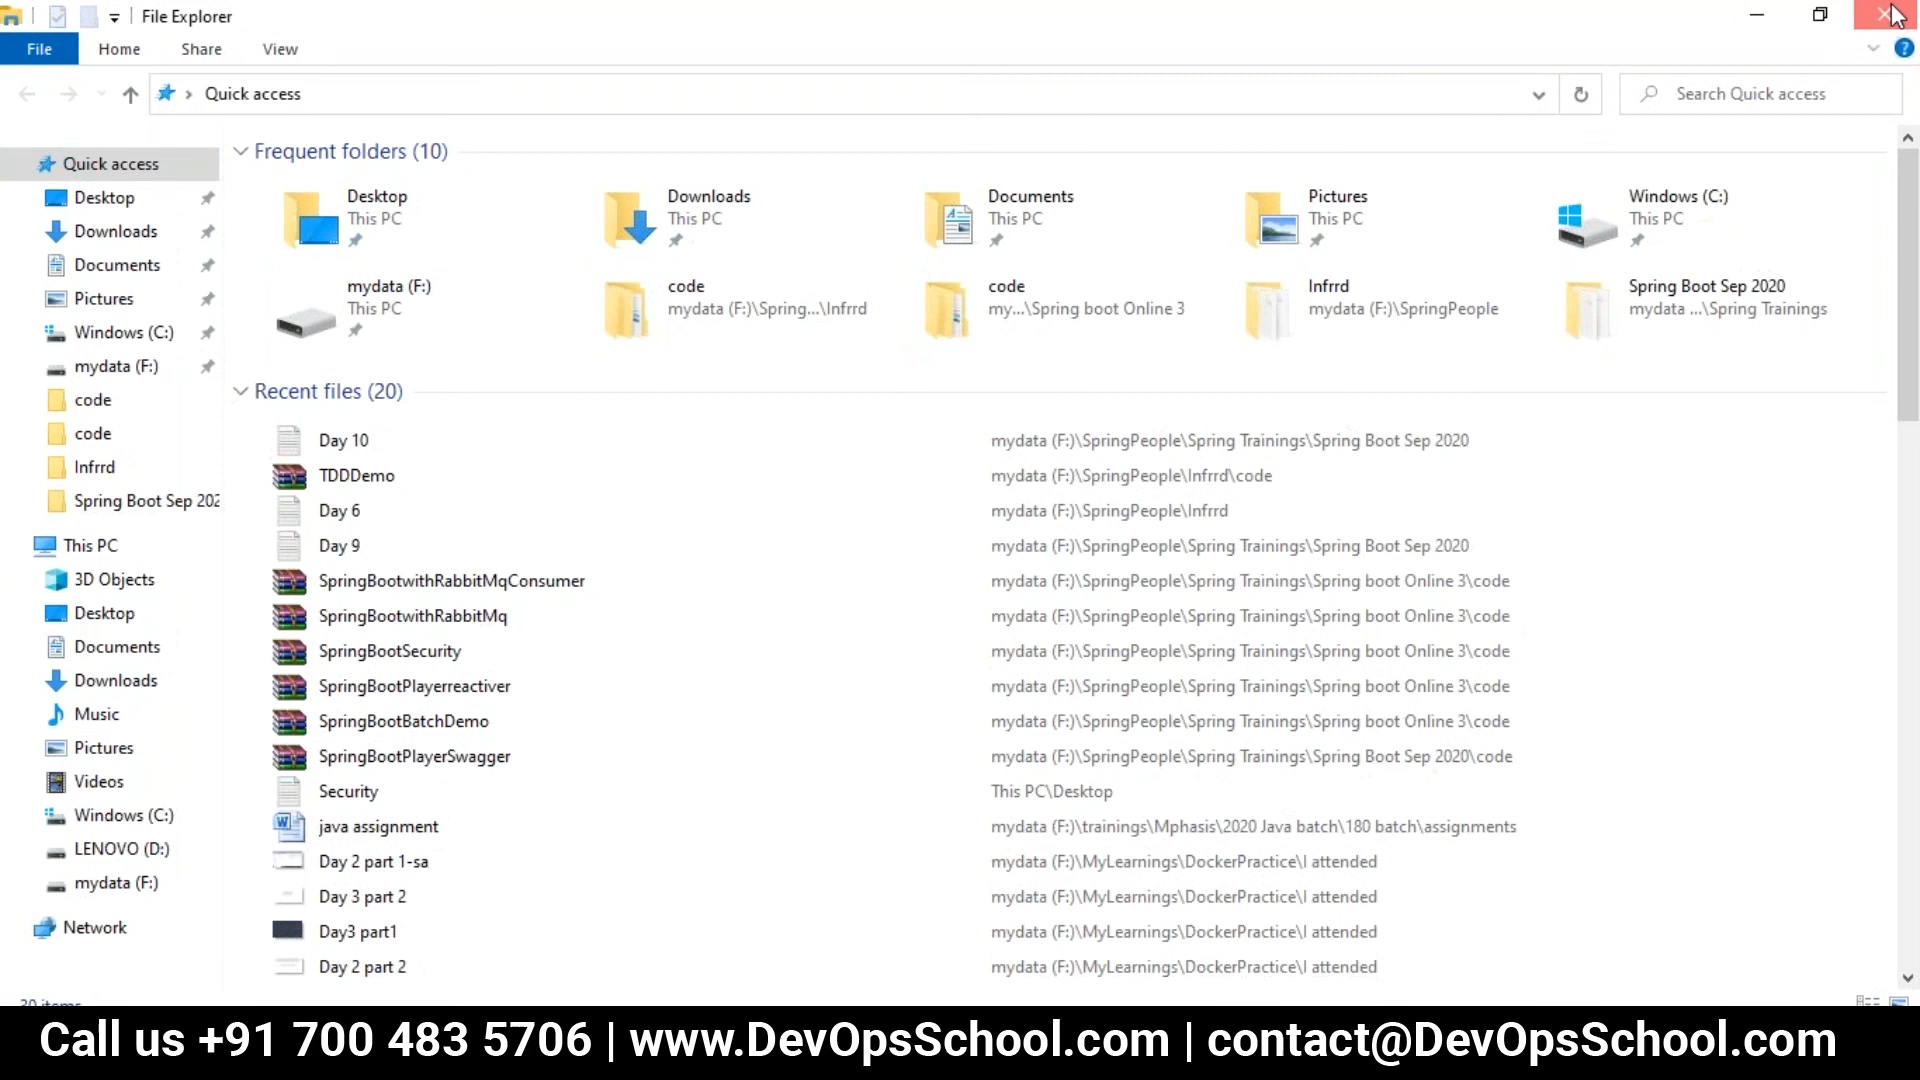 File Explorer
File Home Share View
Quick access
Search Quick access
Quick access
Desktop
Downloads
Documents
Pictures
Windows (C:)
mydata (F:)
code
code
Infrrd
Spring Boot Sep 202
This PC
3D Objects
Desktop
Documents
Downloads
Music
Pictures
Videos
Windows (C:)
LENOVO (D:)
mydata (F:)
Network
Frequent folders (10)
Desktop
This PC
Downloads
This PC
Documents
This PC
Pictures
This PC
Windows (C:)
This PC
mydata (F:)
This PC
code
mydata (F:)\Spring...\Infrrd
code
my...\Spring boot Online 3
Infrrd
mydata (F:)\SpringPeople
Spring Boot Sep 2020
mydata ...\Spring Trainings
Recent files (20)
Day 10 mydata (F:)\SpringPeople\Spring Trainings\Spring Boot Sep 2020
TDDDemo mydata (F:)\SpringPeople\Infrrd\code
Day 6 mydata (F:)\SpringPeople\Infrrd
Day 9 mydata (F:)\SpringPeople\Spring Trainings\Spring Boot Sep 2020
SpringBootwithRabbitMqConsumer mydata (F:)\SpringPeople\Spring Trainings\Spring boot Online 3\code
SpringBootwithRabbitMq mydata (F:)\SpringPeople\Spring Trainings\Spring boot Online 3\code
SpringBootSecurity mydata (F:)\SpringPeople\Spring Trainings\Spring boot Online 3\code
SpringBootPlayerreactiver mydata (F:)\SpringPeople\Spring Trainings\Spring boot Online 3\code
SpringBootBatchDemo mydata (F:)\SpringPeople\Spring Trainings\Spring boot Online 3\code
SpringBootPlayerSwagger mydata (F:)\SpringPeople\Spring Trainings\Spring Boot Sep 2020\code
Security This PC\Desktop
java assignment mydata (F:)\trainings\Mphasis\2020 Java batch\180 batch\assignments
Day 2 part 1-sa mydata (F:)\MyLearnings\DockerPractice\I attended
Day 3 part 2 mydata (F:)\MyLearnings\DockerPractice\I attended
Day3 part1 mydata (F:)\MyLearnings\DockerPractice\I attended
Day 2 part 2 mydata (F:)\MyLearnings\DockerPractice\I attended
30 items
Call us +91 700 483 5706 | www.DevOpsSchool.com | contact@DevOpsSchool.com